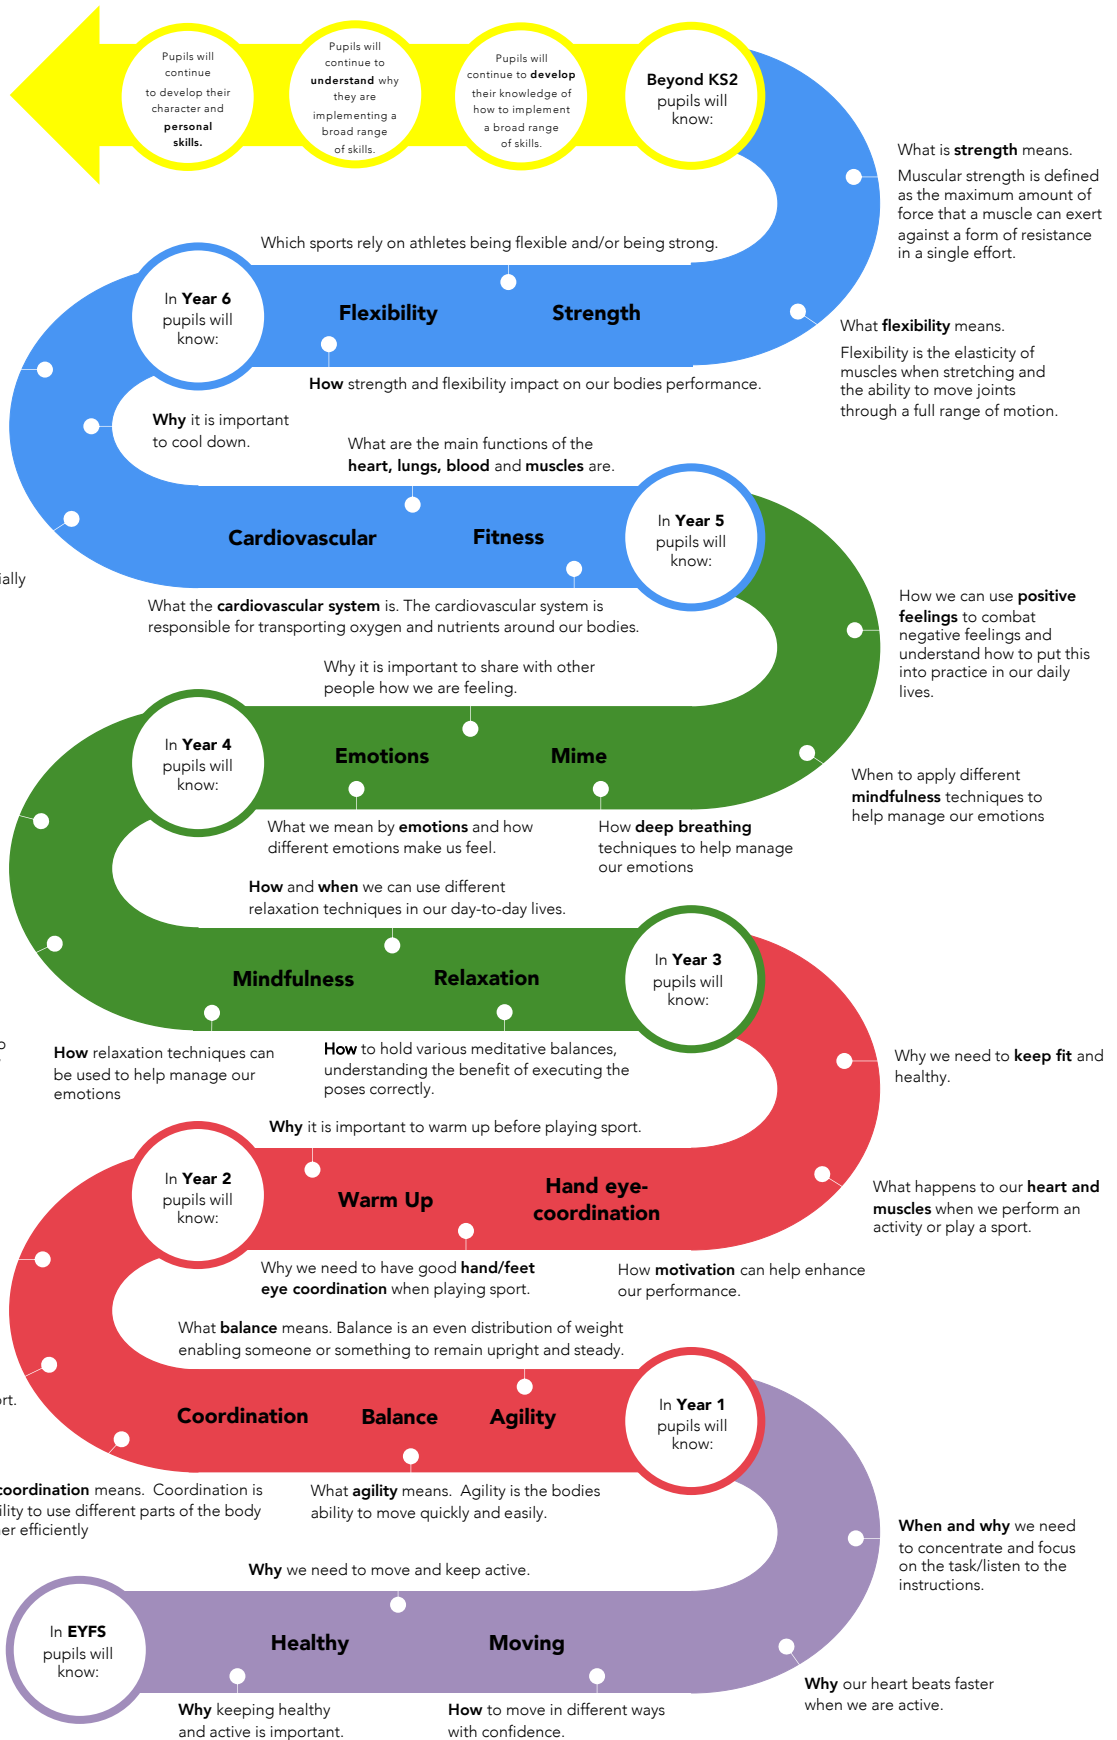 Pupils will
continue
to develop their
character and
personal
skills.
Pupils will
continue to
understand why
they are
implementing a
broad range
of skills.
Pupils will
continue to develop
their knowledge of
how to implement
a broad range
of skills.
Beyond KS2
pupils will
know:
What is strength means.
Muscular strength is defined
as the maximum amount of
force that a muscle can exert
against a form of resistance
in a single effort.
Which sports rely on athletes being flexible and/or being strong.
In Year 6
pupils will
know:
Flexibility
Strength
What flexibility means.
Flexibility is the elasticity of
muscles when stretching and
the ability to move joints
through a full range of motion.
How strength and flexibility impact on our bodies performance.
Why it is important
to cool down.
What are the main functions of the
heart, lungs, blood and muscles are.
Cardiovascular
Fitness
In Year 5
pupils will
know:
ially
What the cardiovascular system is. The cardiovascular system is
responsible for transporting oxygen and nutrients around our bodies.
How we can use positive
feelings to combat
negative feelings and
understand how to put this
into practice in our daily
lives.
Why it is important to share with other
people how we are feeling.
In Year 4
pupils will
know:
Emotions
Mime
When to apply different
mindfulness techniques to
help manage our emotions
What we mean by emotions and how
different emotions make us feel.
How deep breathing
techniques to help manage
our emotions
How and when we can use different
relaxation techniques in our day-to-day lives.
Mindfulness
Relaxation
In Year 3
pupils will
know:
How relaxation techniques can
be used to help manage our
emotions
How to hold various meditative balances,
understanding the benefit of executing the
poses correctly.
Why we need to keep fit and
healthy.
Why it is important to warm up before playing sport.
In Year 2
pupils will
know:
Warm Up
Hand eye-
coordination
What happens to our heart and
muscles when we perform an
activity or play a sport.
Why we need to have good hand/feet
eye coordination when playing sport.
How motivation can help enhance
our performance.
What balance means. Balance is an even distribution of weight
enabling someone or something to remain upright and steady.
ort.
Coordination
Balance
Agility
In Year 1
pupils will
know:
coordination means. Coordination is
ility to use different parts of the body
er efficiently
What agility means. Agility is the bodies
ability to move quickly and easily.
When and why we need
to concentrate and focus
on the task/listen to the
instructions.
Why we need to move and keep active.
In EYFS
pupils will
know:
Healthy
Moving
Why our heart beats faster
when we are active.
Why keeping healthy
and active is important.
How to move in different ways
with confidence.